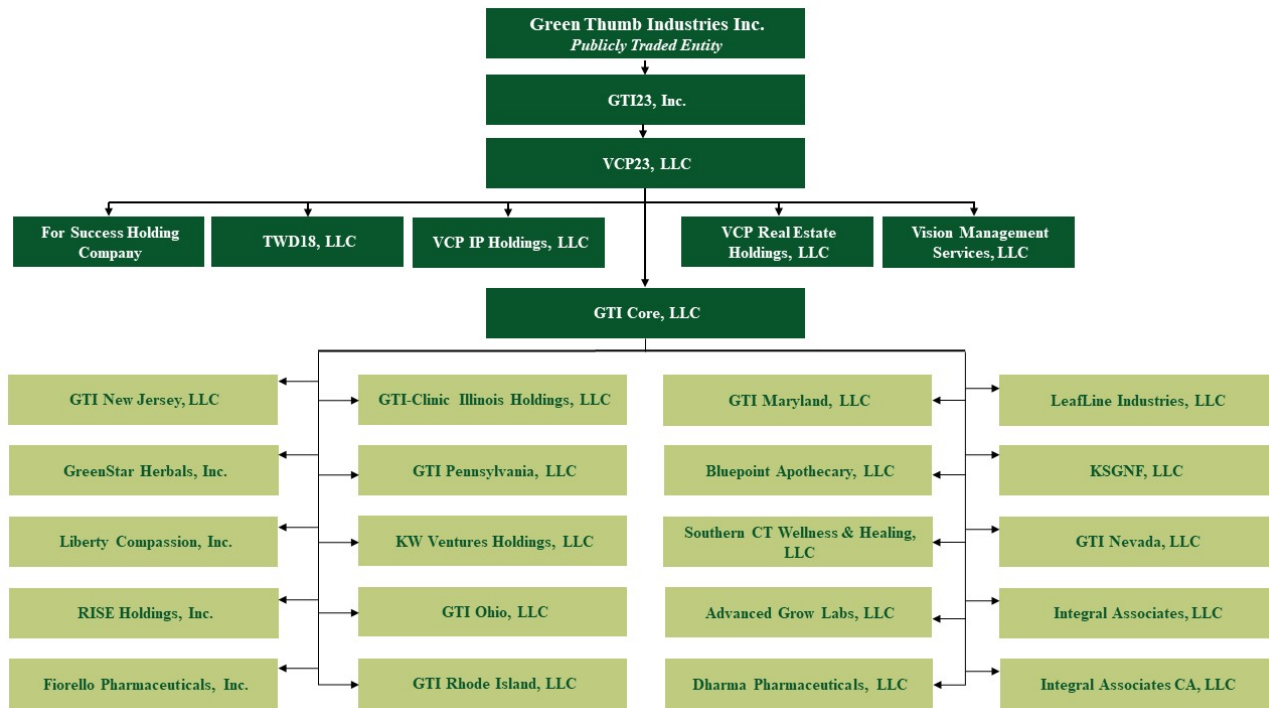 Green Thumb Industries Inc.
Publicly Traded Entity
GTI23, Inc.
VCP23, LLC
For Success Holding
Company
TWD18, LLC
VCP IP Holdings, LLC
VCP Real Estate
Holdings, LLC
Vision Management
Services, LLC
GTI Core, LLC
GTI New Jersey, LLC
GTI-Clinic Illinois Holdings, LLC
GTI Maryland, LLC
LeafLine Industries, LLC
GreenStar Herbals, Inc.
GTI Pennsylvania, LLC
Bluepoint Apothecary, LLC
KSGNF, LLC
Liberty Compassion, Inc.
KW Ventures Holdings, LLC
Southern CT Wellness & Healing,
LLC
GTI Nevada, LLC
RISE Holdings, Inc.
GTI Ohio, LLC
Advanced Grow Labs, LLC
Integral Associates, LLC
Fiorello Pharmaceuticals, Inc.
GTI Rhode Island, LLC
Dharma Pharmaceuticals, LLC
Integral Associates CA, LLC